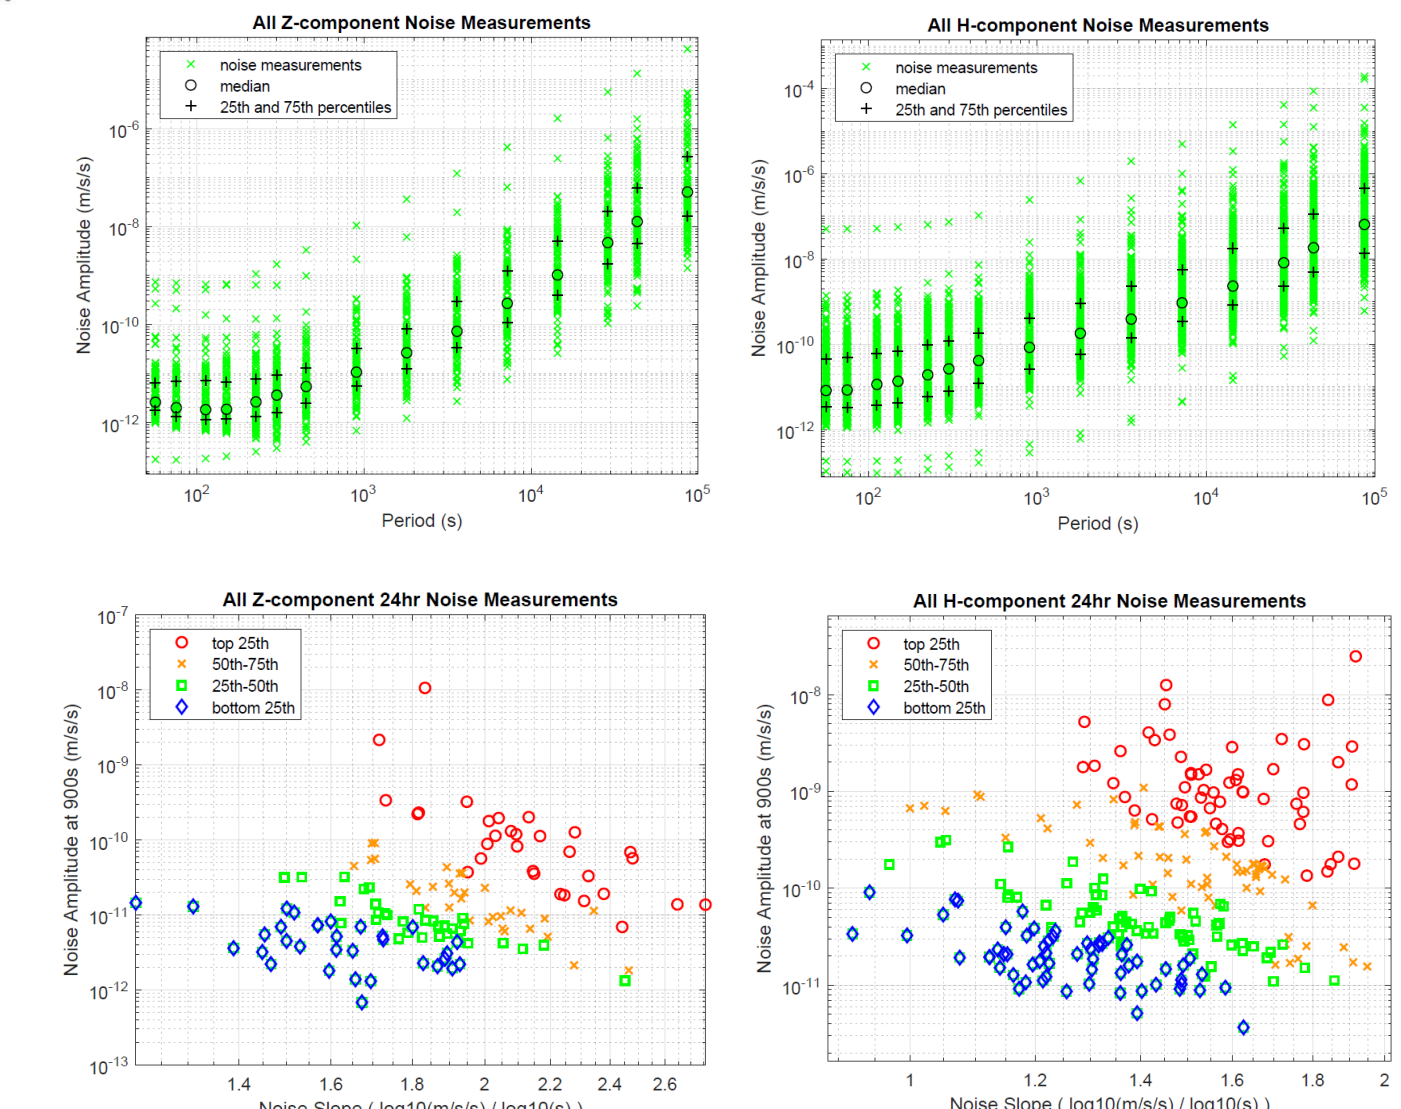 All Z-component Noise Measurements
noise measurements
median
25th and 75th percentiles
10^-6
10^-8
10^-10
10^-12
Noise Amplitude (m/s/s)
10^2
10^3
10^4
10^5
Period (s)
All H-component Noise Measurements
noise measurements
median
25th and 75th percentiles
10^-4
10^-6
10^-8
10^-10
10^-12
Noise Amplitude (m/s/s)
10^2
10^3
10^4
10^5
Period (s)
All Z-component 24hr Noise Measurements
top 25th
50th-75th
25th-50th
bottom 25th
10^-7
10^-8
10^-9
10^-10
10^-11
10^-12
10^-13
Noise Amplitude at 900s (m/s/s)
1.4
1.6
1.8
2
2.2
2.4
2.6
Noise Slope ( log10(m/s/s) / log10(s) )
All H-component 24hr Noise Measurements
top 25th
50th-75th
25th-50th
bottom 25th
10^-8
10^-9
10^-10
10^-11
Noise Amplitude at 900s (m/s/s)
1
1.2
1.4
1.6
1.8
2
Noise Slope ( log10(m/s/s) / log10(s) )